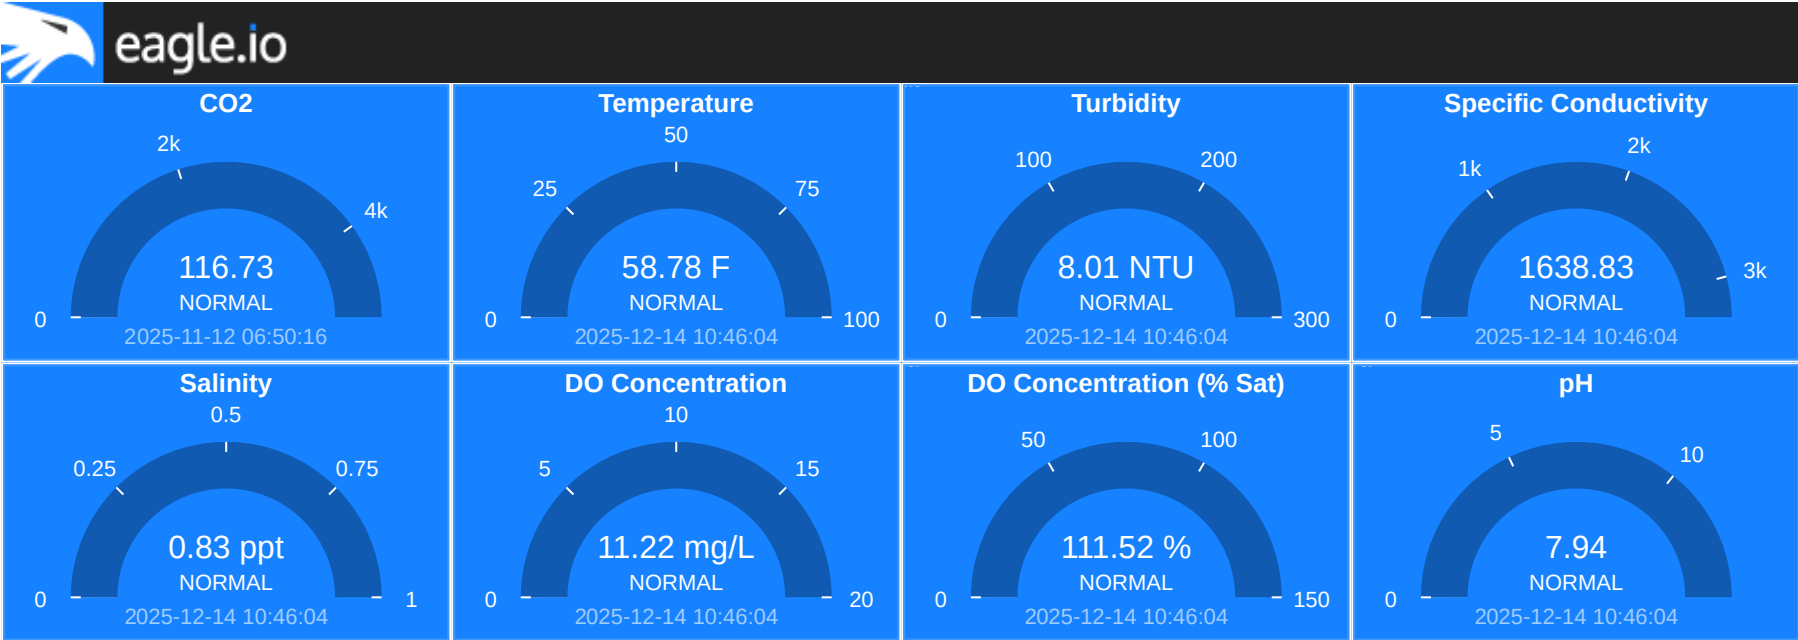 eagle.io
CO2
2k
4k
116.73
NORMAL
0
2025-11-12 06:50:16
Temperature
50
25
75
58.78 F
NORMAL
0
100
2025-12-14 10:46:04
Turbidity
100
200
8.01 NTU
NORMAL
0
300
2025-12-14 10:46:04
Specific Conductivity
2k
1k
1638.83
3k
NORMAL
0
2025-12-14 10:46:04
Salinity
0.5
0.25
0.75
0.83 ppt
NORMAL
0
1
2025-12-14 10:46:04
DO Concentration
10
5
15
11.22 mg/L
NORMAL
0
20
2025-12-14 10:46:04
DO Concentration (% Sat)
50
100
111.52 %
NORMAL
0
150
2025-12-14 10:46:04
pH
5
10
7.94
NORMAL
0
2025-12-14 10:46:04